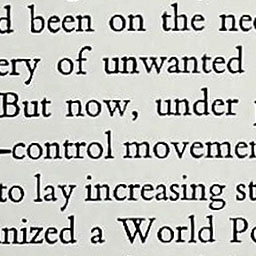 d been on the nee
ery of unwanted
But now, under
-control movemen
to lay increasing st
nized a World Po